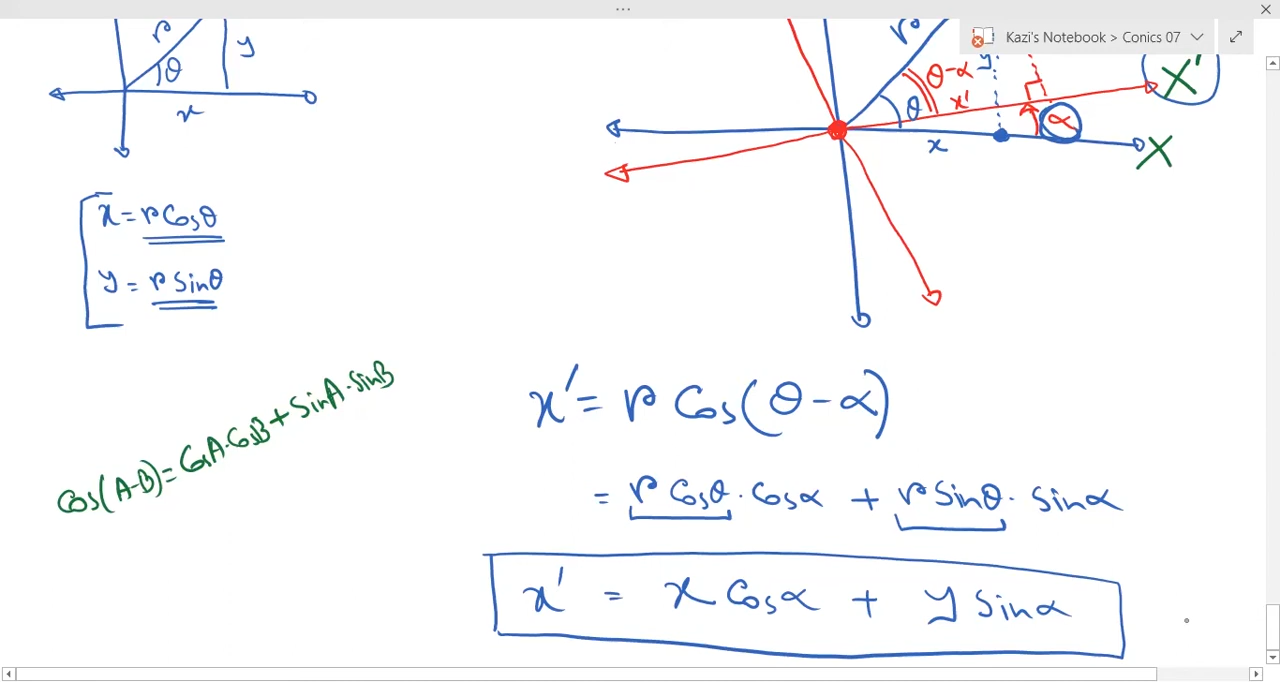 ...
Kazi's Notebook > Conics 07
r
y
θ
x
r
θ-α
y
x'
θ
α
x
X'
X
x = r Cosθ
y = r Sinθ
Cos(A-B) = CosA·CosB + SinA·SinB
x' = r Cos(θ - α)
= r Cosθ · Cosα + r Sinθ · Sinα
x' = x Cosα + y Sinα